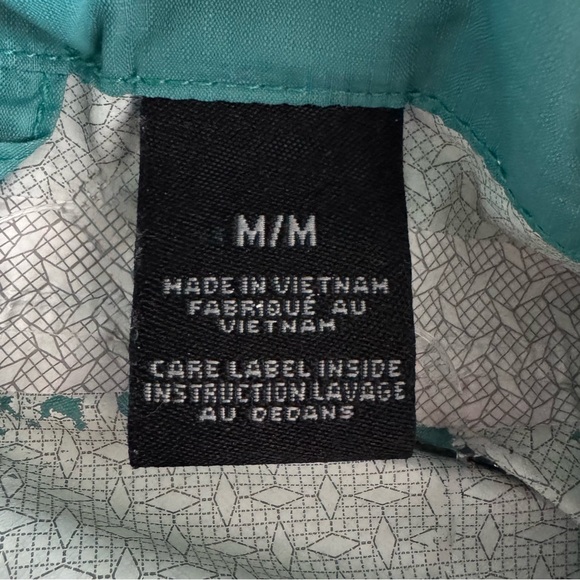 M/M
MADE IN VIETNAM
FABRIQUÉ AU
VIETNAM
CARE LABEL INSIDE
INSTRUCTION LAVAGE
AU DEDANS